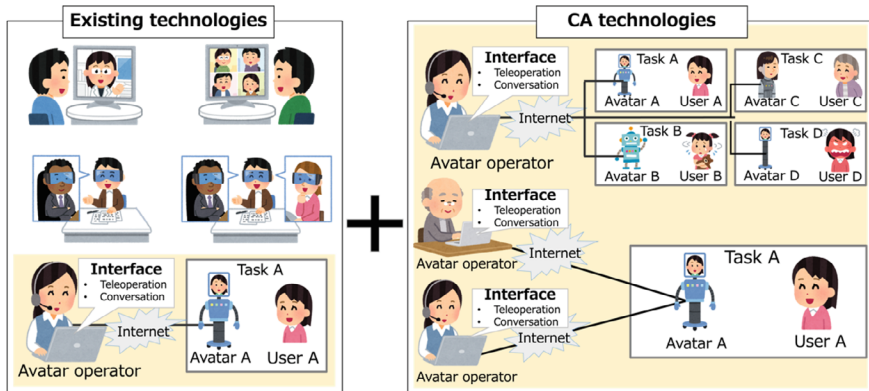 Existing technologies
Interface
• Teleoperation
• Conversation
Internet
Avatar operator
Task A
Avatar A
User A
CA technologies
Interface
• Teleoperation
• Conversation
Internet
Avatar operator
Task A
Avatar A
User A
Task C
Avatar C
User C
Task B
Avatar B
User B
Task D
Avatar D
User D
Interface
• Teleoperation
• Conversation
Internet
Avatar operator
Interface
• Teleoperation
• Conversation
Internet
Avatar operator
Task A
Avatar A
User A